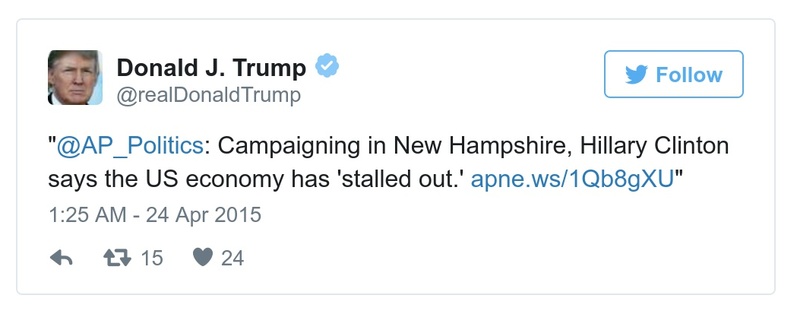 Donald J. Trump
@realDonaldTrump
Follow
"@AP_Politics: Campaigning in New Hampshire, Hillary Clinton
says the US economy has 'stalled out.' apne.ws/1Qb8gXU"
1:25 AM - 24 Apr 2015
15 24